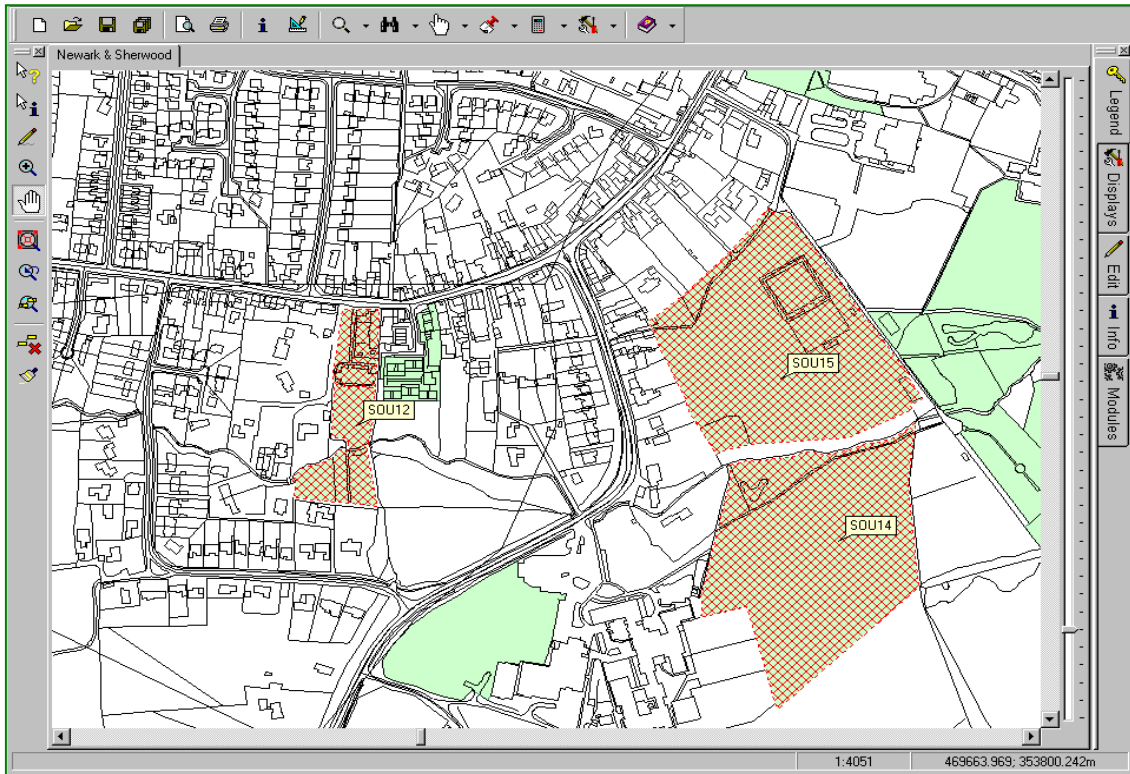 Newark & Sherwood
Legend
Displays
Edit
i Info
Modules
SOU15
SOU12
SOU14
1:4051
469663.969; 353800.242m